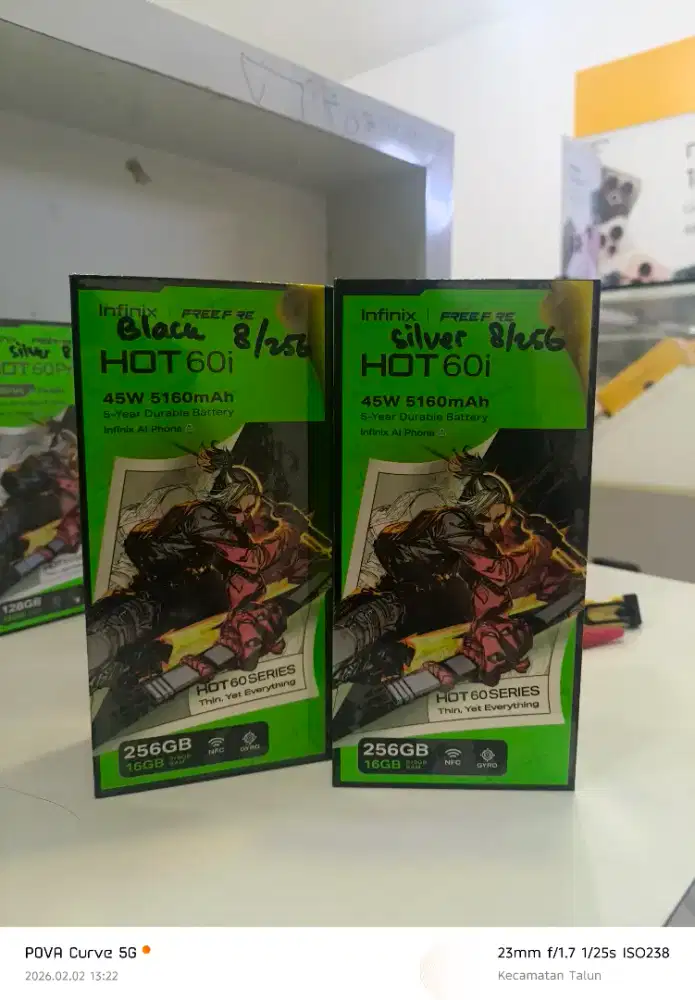 Infinix | FREE FIRE
Black 8/256
HOT 60i
45W 5160mAh
5-Year Durable Battery
Infinix AI Phone
HOT 60 SERIES
Thin, Yet Everything
256GB
16GB
NFC
GYRO
Infinix | FREE FIRE
Silver 8/256
HOT 60i
45W 5160mAh
5-Year Durable Battery
Infinix AI Phone
HOT 60 SERIES
Thin, Yet Everything
256GB
16GB
NFC
GYRO
Silver 8
128GB
POVA Curve 5G
2026.02.02 13:22
23mm f/1.7 1/25s ISO238
Kecamatan Talun